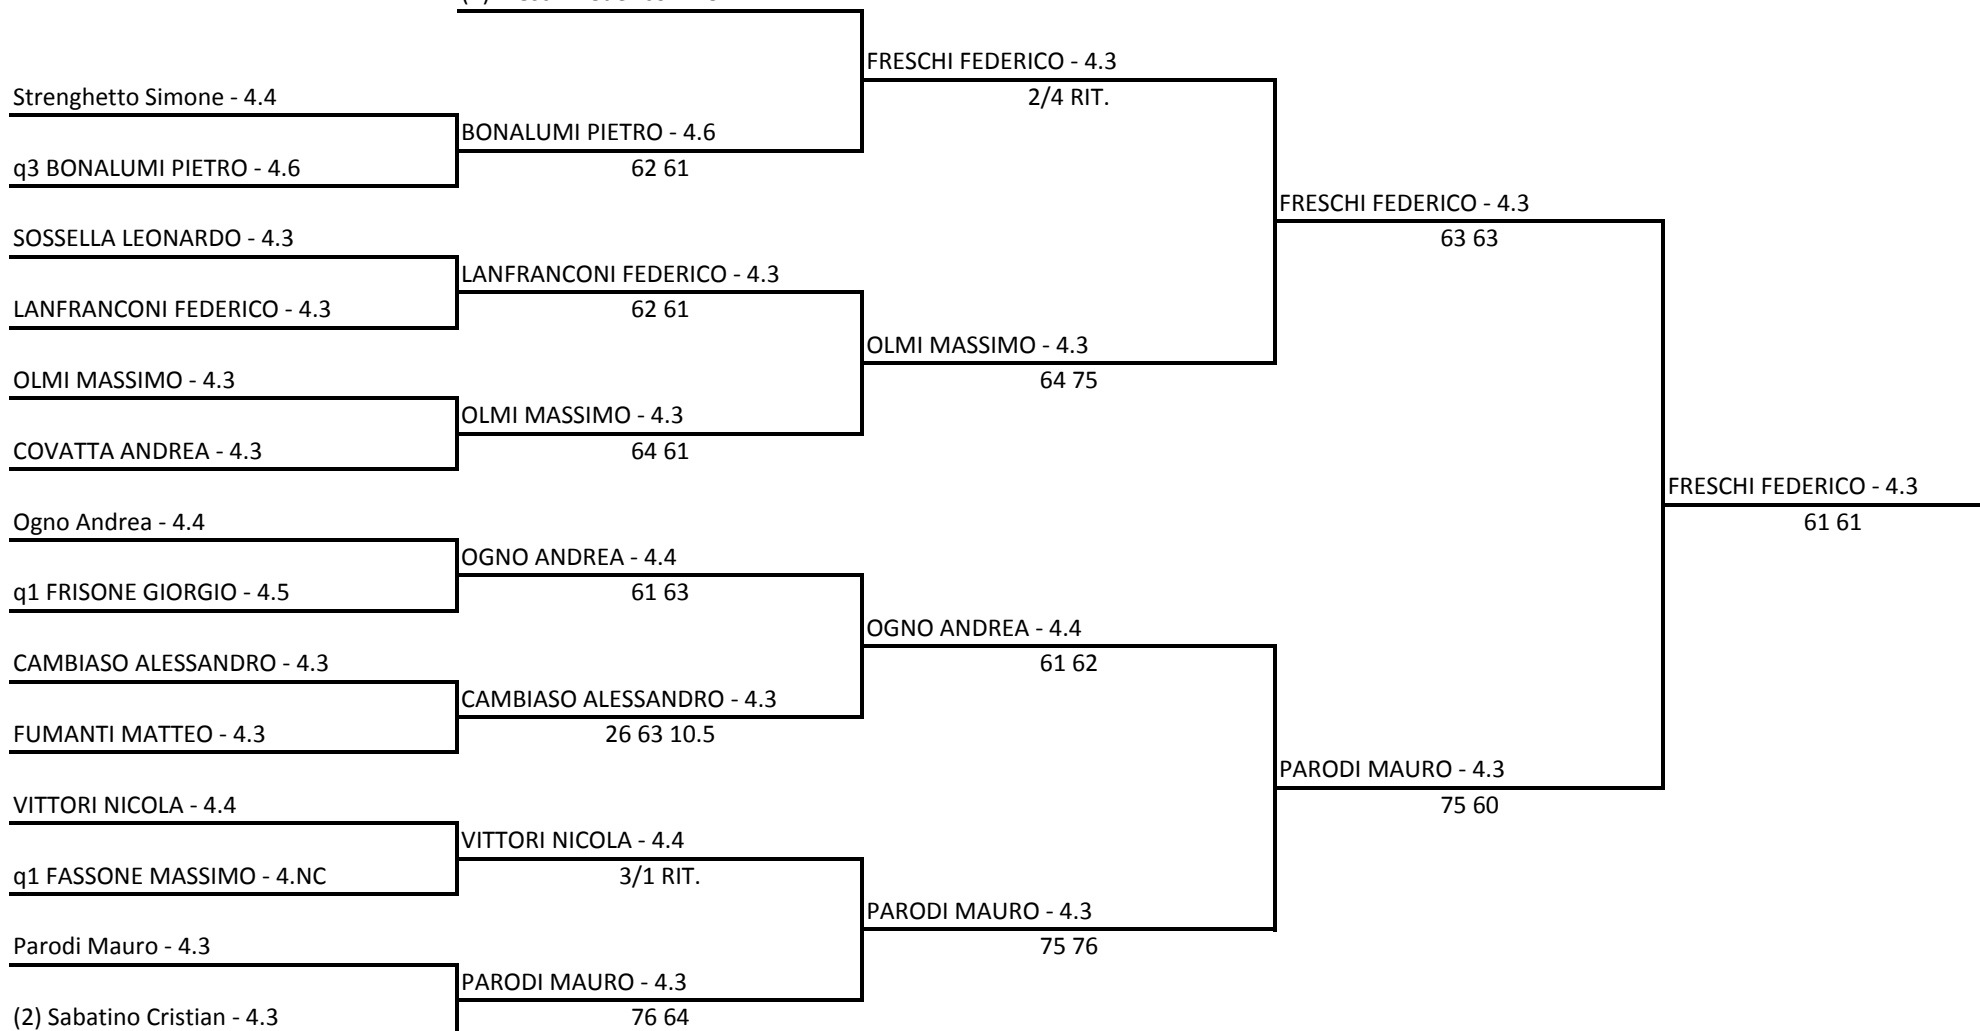 FRESCHI FEDERICO - 4.3
Strenghetto Simone - 4.4
2/4 RIT.
BONALUMI PIETRO - 4.6
q3 BONALUMI PIETRO - 4.6
62 61
FRESCHI FEDERICO - 4.3
SOSSELLA LEONARDO - 4.3
63 63
LANFRANCONI FEDERICO - 4.3
LANFRANCONI FEDERICO - 4.3
62 61
OLMI MASSIMO - 4.3
OLMI MASSIMO - 4.3
64 75
OLMI MASSIMO - 4.3
COVATTA ANDREA - 4.3
64 61
FRESCHI FEDERICO - 4.3
Ogno Andrea - 4.4
61 61
OGNO ANDREA - 4.4
q1 FRISONE GIORGIO - 4.5
61 63
OGNO ANDREA - 4.4
CAMBIASO ALESSANDRO - 4.3
61 62
CAMBIASO ALESSANDRO - 4.3
FUMANTI MATTEO - 4.3
26 63 10.5
PARODI MAURO - 4.3
VITTORI NICOLA - 4.4
75 60
VITTORI NICOLA - 4.4
q1 FASSONE MASSIMO - 4.NC
3/1 RIT.
PARODI MAURO - 4.3
Parodi Mauro - 4.3
75 76
PARODI MAURO - 4.3
(2) Sabatino Cristian - 4.3
76 64